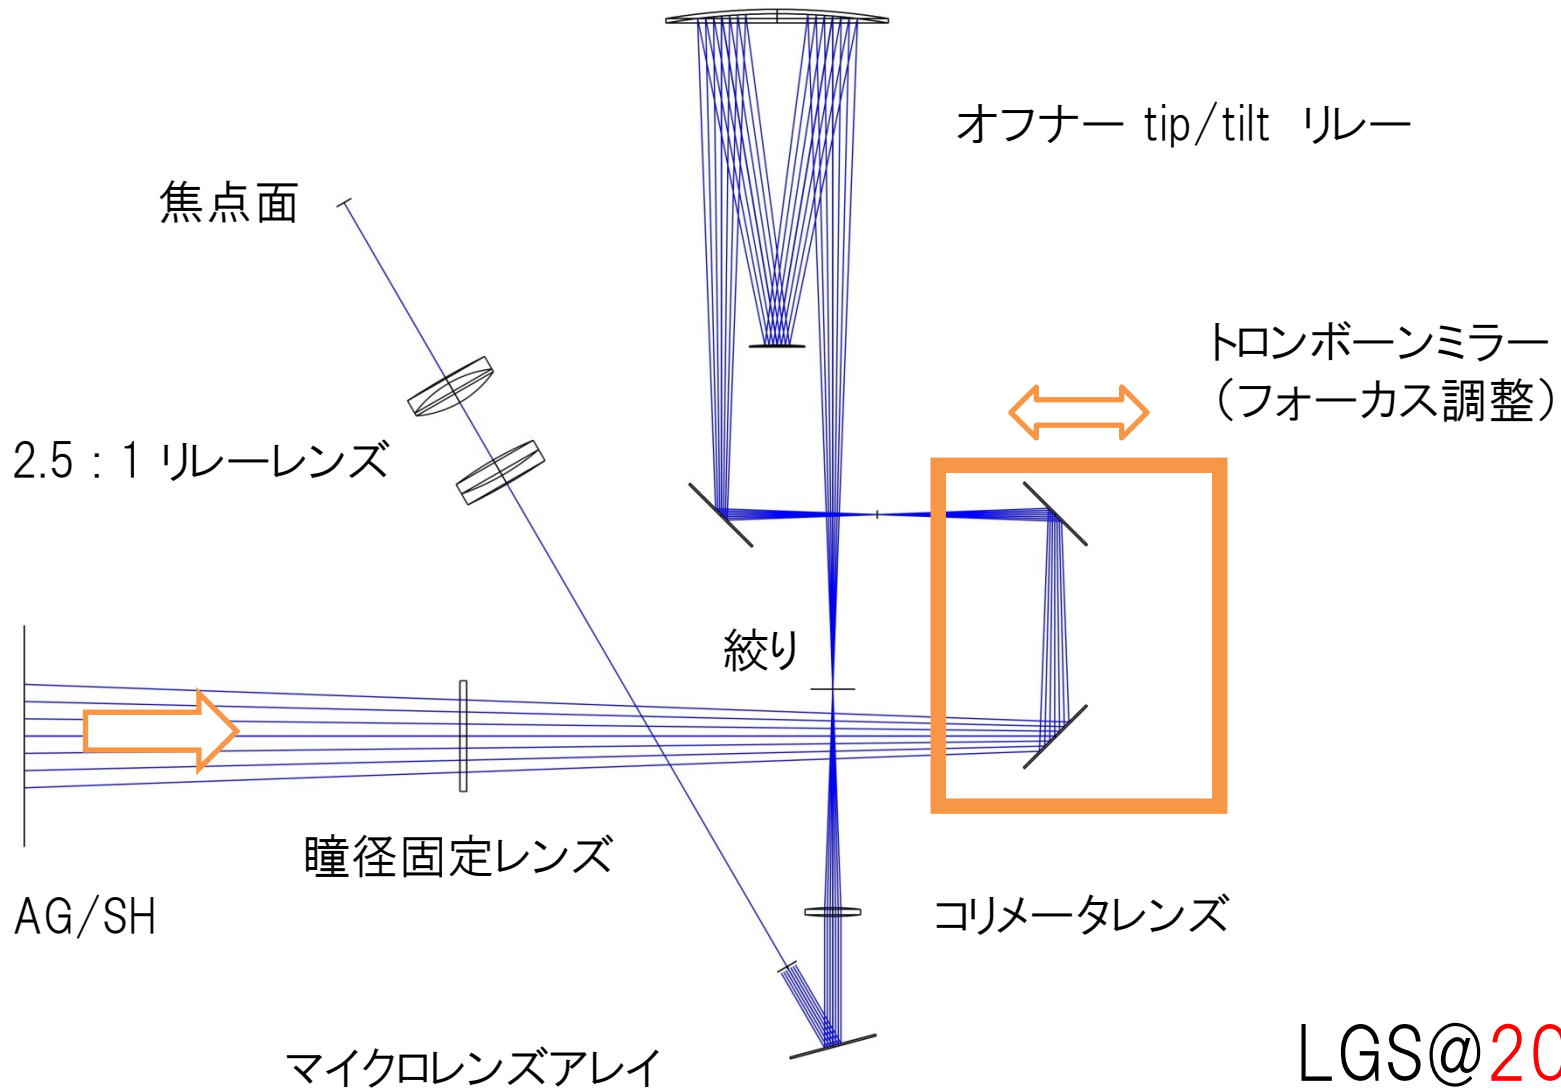 オフナー tip/tilt リレー
焦点面
トロンボーンミラー
（フォーカス調整）
2.5 : 1 リレーレンズ
絞り
瞳径固定レンズ
AG/SH
コリメータレンズ
マイクロレンズアレイ
LGS@20